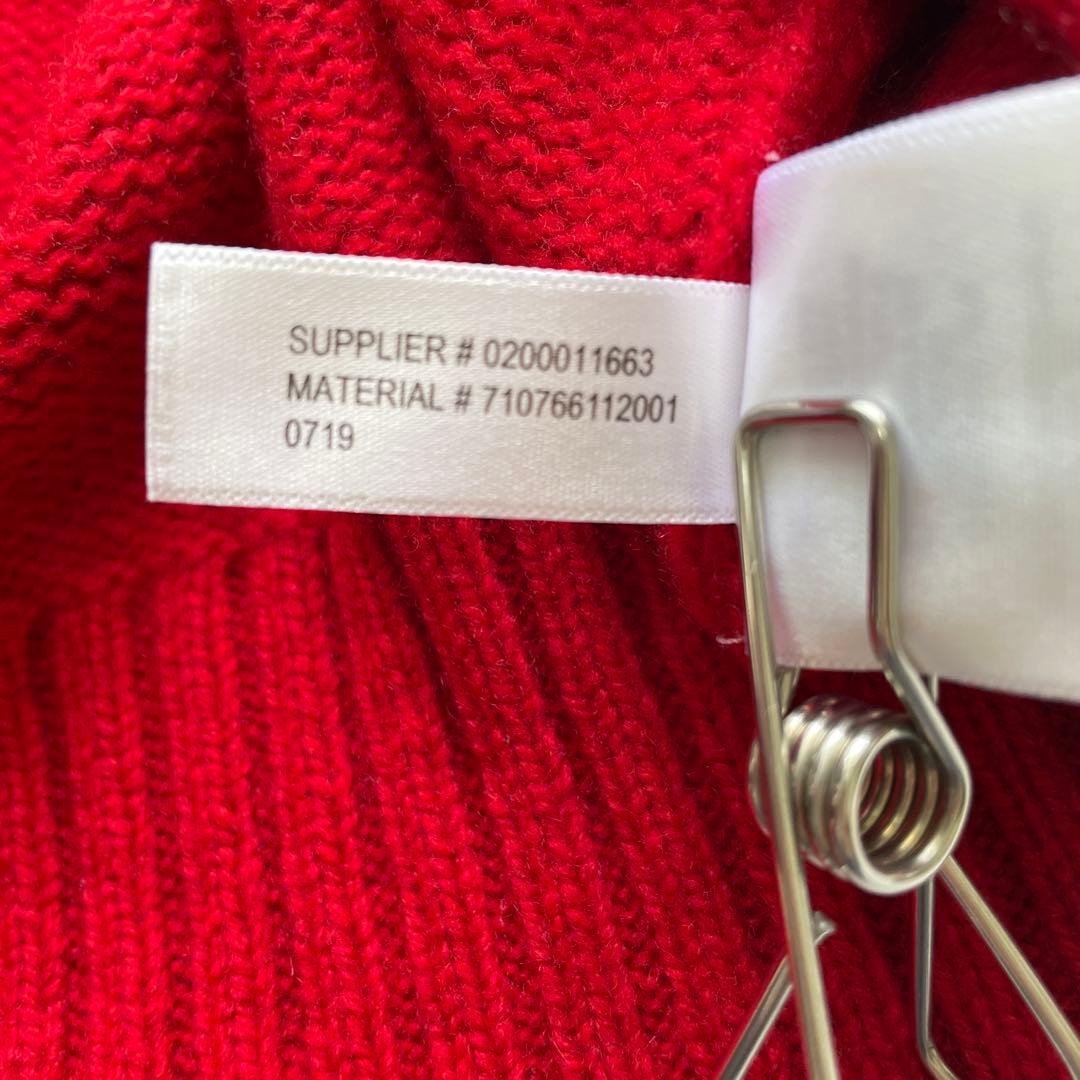 SUPPLIER # 0200011663
MATERIAL # 710766112001
0719